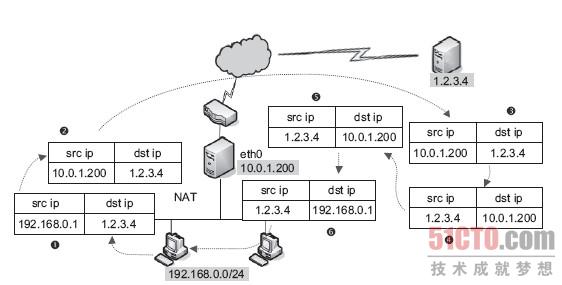 1.2.3.4
❺
src ip dst ip
1.2.3.4 10.0.1.200
❸
src ip dst ip
10.0.1.200 1.2.3.4
❷
src ip dst ip
10.0.1.200 1.2.3.4
eth0
10.0.1.200
NAT
src ip dst ip
192.168.0.1 1.2.3.4
❶
src ip dst ip
1.2.3.4 192.168.0.1
❻
src ip dst ip
1.2.3.4 10.0.1.200
❹
192.168.0.0/24
51CTO.com
技术成就梦想